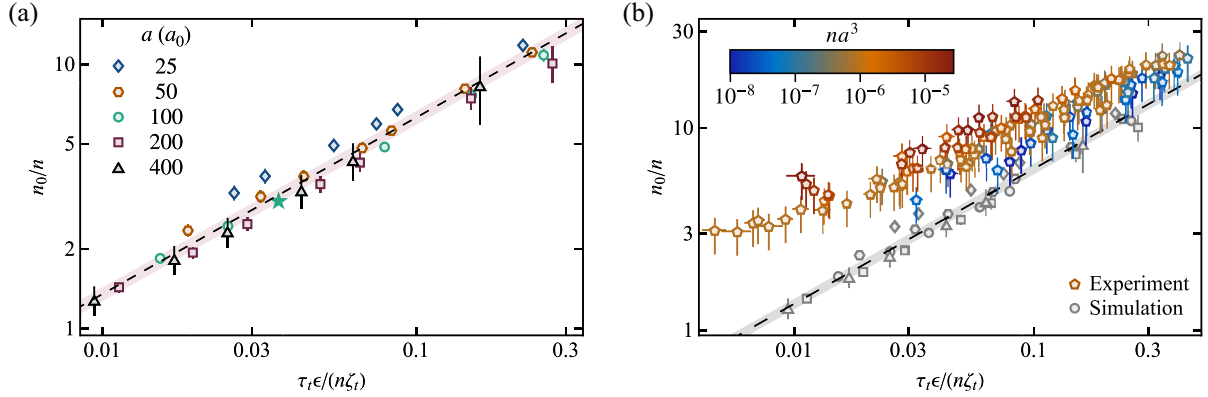 (a)
a (a₀)
25
50
100
200
400
10
5
2
1
n₀/n
0.01
0.03
0.1
0.3
τₜϵ/(nζₜ)
(b)
na³
10⁻⁸
10⁻⁷
10⁻⁶
10⁻⁵
30
10
3
1
n₀/n
Experiment
Simulation
0.01
0.03
0.1
0.3
τₜϵ/(nζₜ)